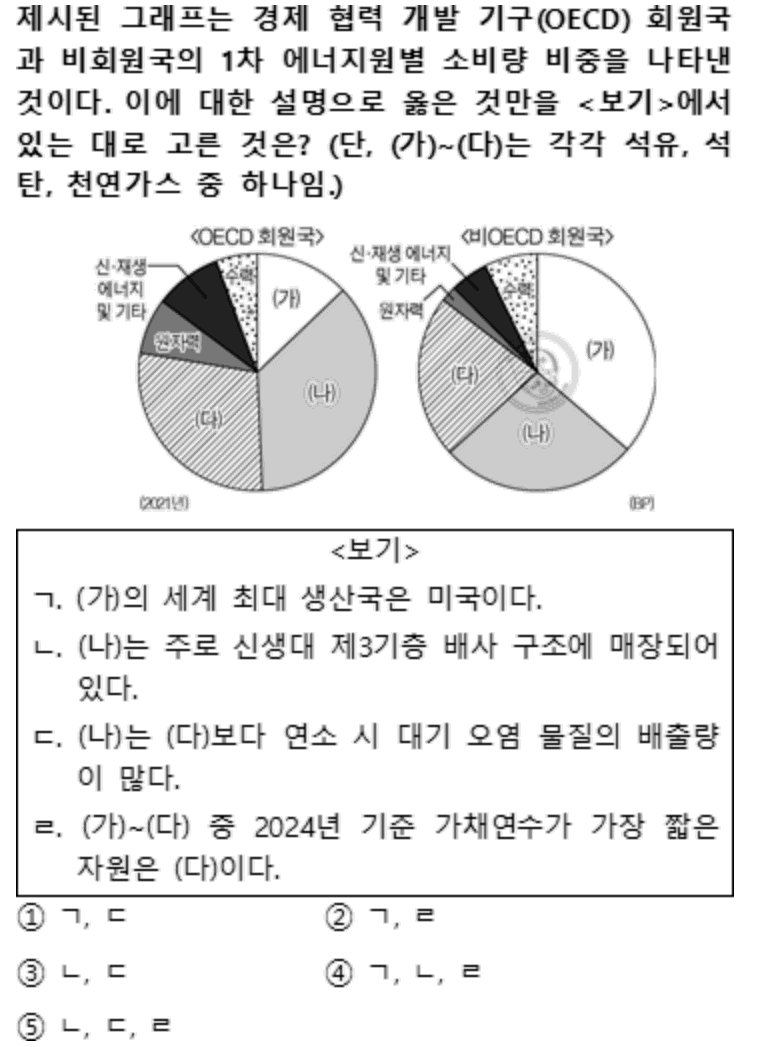 제시된 그래프는 경제 협력 개발 기구(OECD) 회원국
과 비회원국의 1차 에너지원별 소비량 비중을 나타낸
것이다. 이에 대한 설명으로 옳은 것만을 <보기>에서
있는 대로 고른 것은? (단, (가)~(다)는 각각 석유, 석
탄, 천연가스 중 하나임.)
<OECD 회원국>
신·재생
에너지
및 기타
수력
(가)
원자력
(나)
(다)
(2021년)
<비OECD 회원국>
신·재생 에너지
및 기타
원자력
수력
(가)
(다)
(나)
(BP)
<보기>
ㄱ. (가)의 세계 최대 생산국은 미국이다.
ㄴ. (나)는 주로 신생대 제3기층 배사 구조에 매장되어
있다.
ㄷ. (나)는 (다)보다 연소 시 대기 오염 물질의 배출량
이 많다.
ㄹ. (가)~(다) 중 2024년 기준 가채연수가 가장 짧은
자원은 (다)이다.
① ㄱ, ㄷ
② ㄱ, ㄹ
③ ㄴ, ㄷ
④ ㄱ, ㄴ, ㄹ
⑤ ㄴ, ㄷ, ㄹ